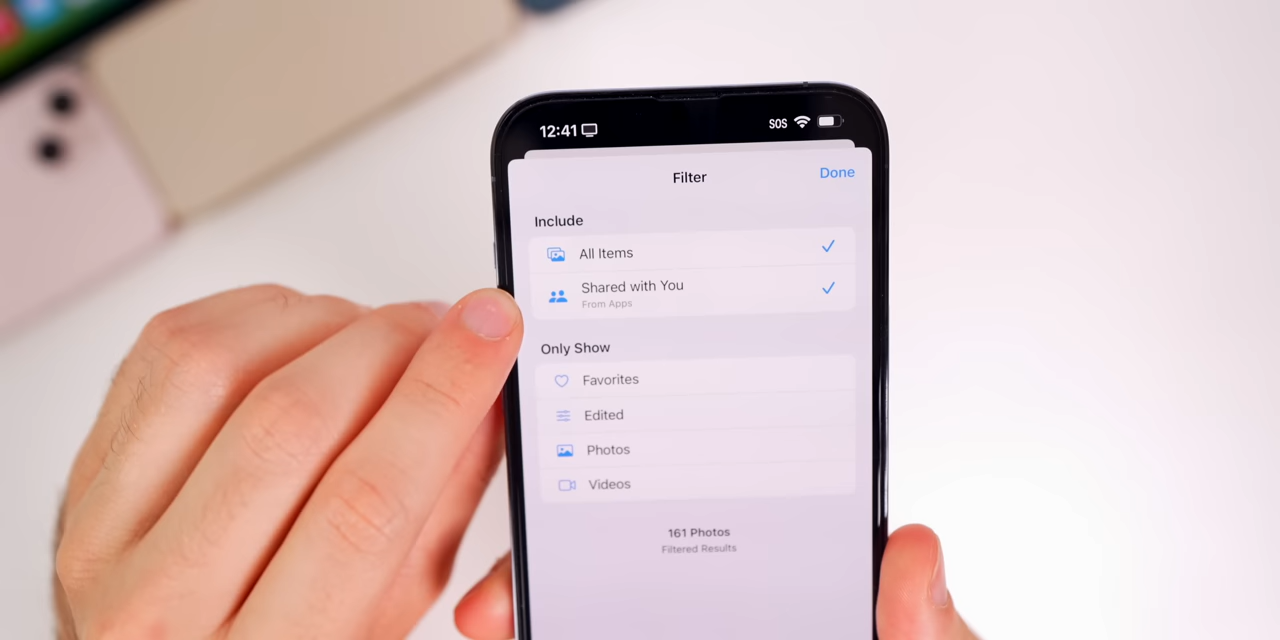 12:41
SOS
Filter
Done
Include
All Items
Shared with You
From Apps
Only Show
Favorites
Edited
Photos
Videos
161 Photos
Filtered Results